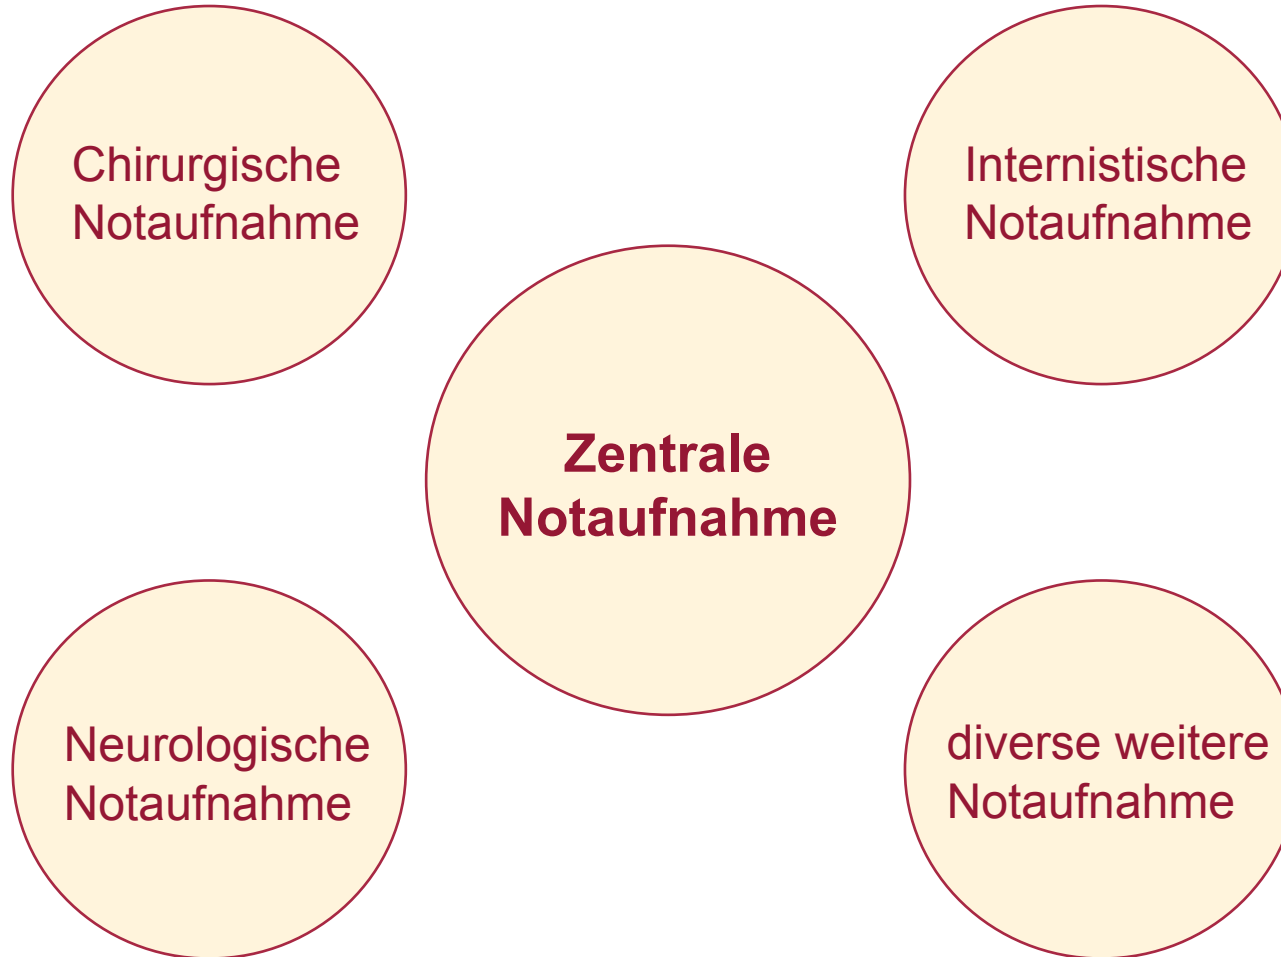 Chirurgische
Notaufnahme
Internistische
Notaufnahme
Zentrale
Notaufnahme
Neurologische
Notaufnahme
diverse weitere
Notaufnahme